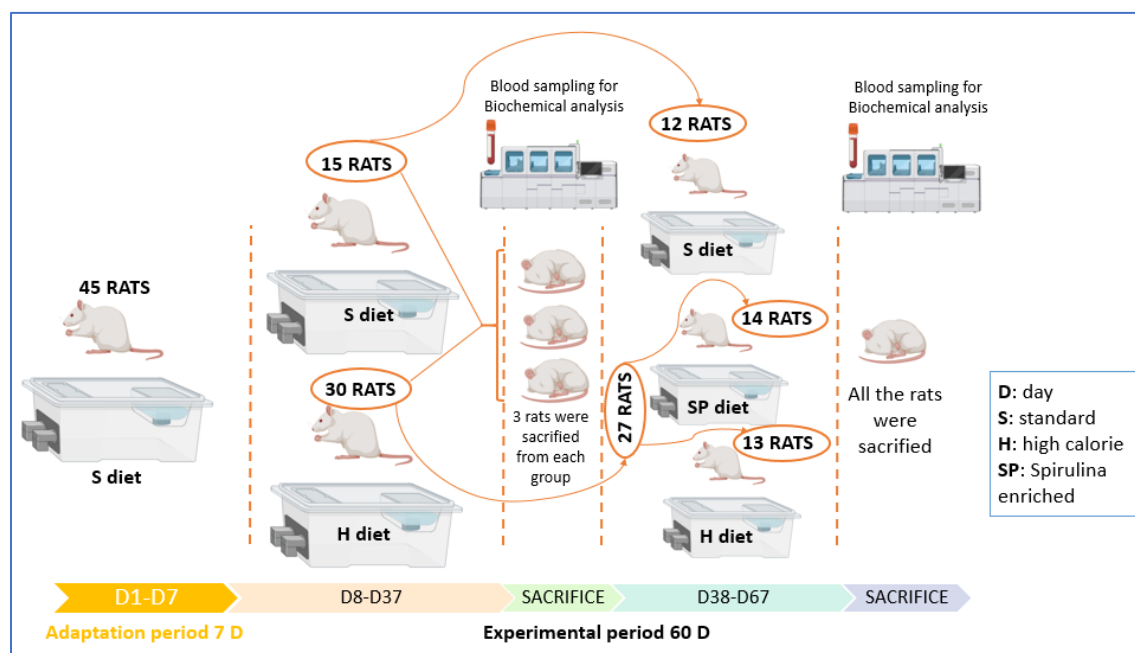 45 RATS
S diet
15 RATS
S diet
30 RATS
H diet
Blood sampling for
Biochemical analysis
3 rats were
sacrified
from each
group
12 RATS
S diet
27 RATS
14 RATS
SP diet
13 RATS
H diet
Blood sampling for
Biochemical analysis
All the rats
were
sacrified
D: day
S: standard
H: high calorie
SP: Spirulina
enriched
D1-D7
D8-D37
SACRIFICE
D38-D67
SACRIFICE
Adaptation period 7 D
Experimental period 60 D